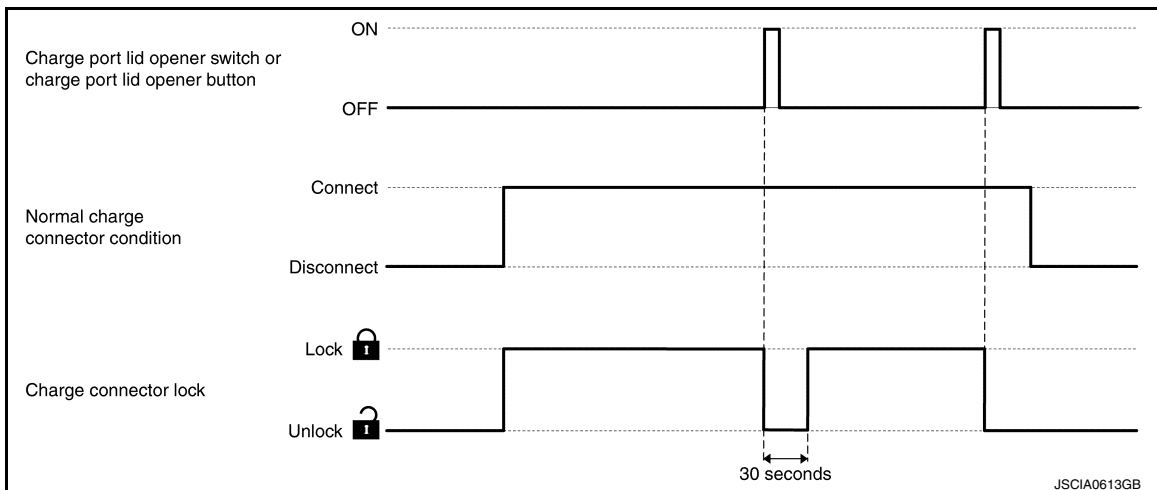 ON
Charge port lid opener switch or
charge port lid opener button
OFF
Connect
Normal charge
connector condition
Disconnect
Lock
Charge connector lock
Unlock
30 seconds
JSCIA0613GB